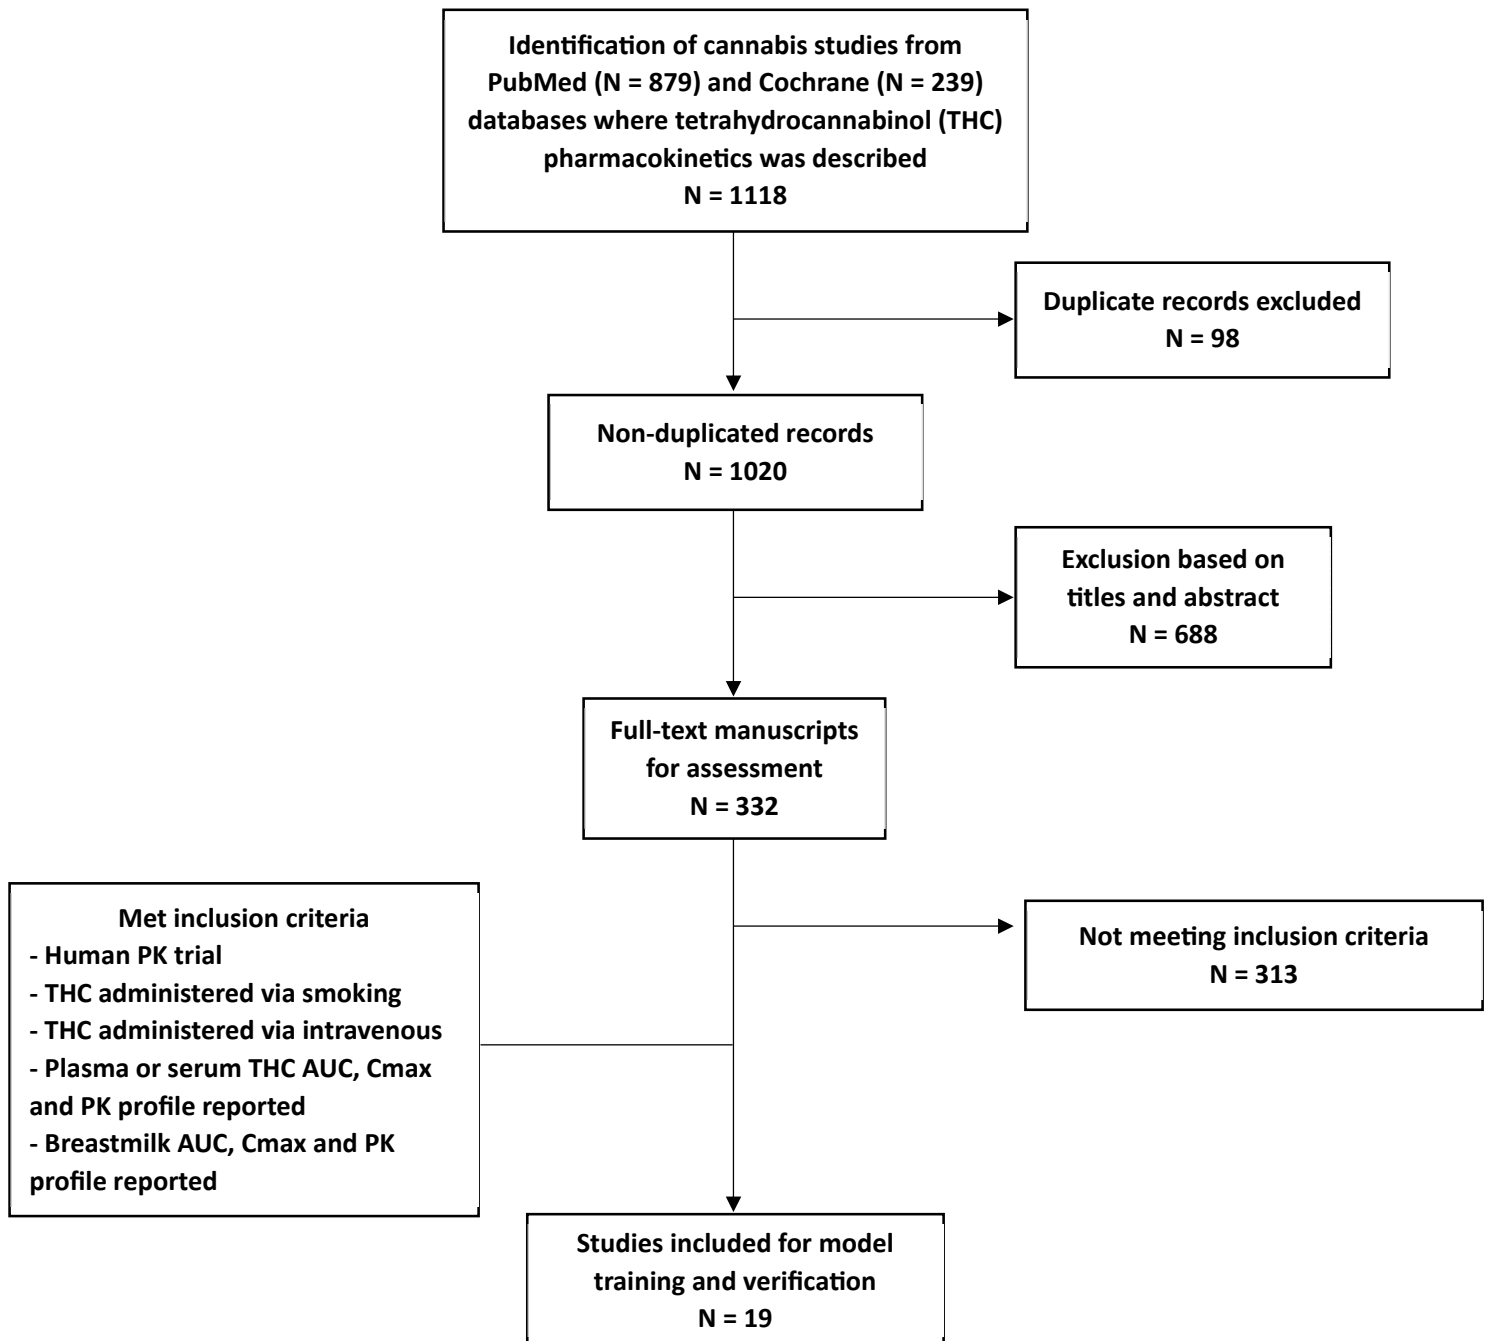 Identification of cannabis studies from
PubMed (N = 879) and Cochrane (N = 239)
databases where tetrahydrocannabinol (THC)
pharmacokinetics was described
N = 1118
Duplicate records excluded
N = 98
Non-duplicated records
N = 1020
Exclusion based on
titles and abstract
N = 688
Full-text manuscripts
for assessment
N = 332
Met inclusion criteria
- Human PK trial
- THC administered via smoking
- THC administered via intravenous
- Plasma or serum THC AUC, Cmax
and PK profile reported
- Breastmilk AUC, Cmax and PK
profile reported
Not meeting inclusion criteria
N = 313
Studies included for model
training and verification
N = 19